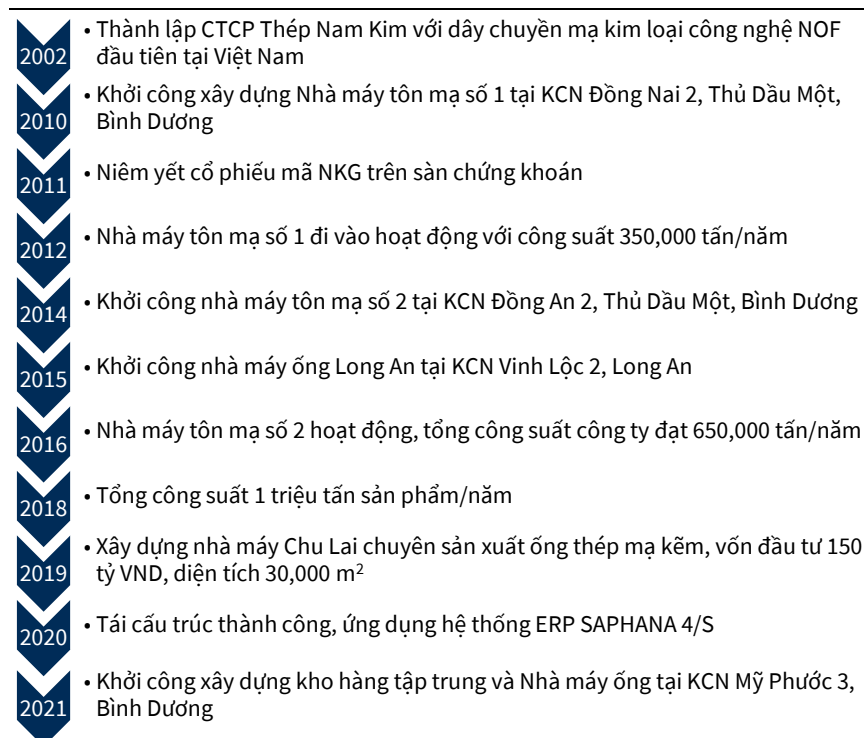 2002
• Thành lập CTCP Thép Nam Kim với dây chuyền mạ kim loại công nghệ NOF
đầu tiên tại Việt Nam
2010
• Khởi công xây dựng Nhà máy tôn mạ số 1 tại KCN Đồng Nai 2, Thủ Dầu Một,
Bình Dương
2011
• Niêm yết cổ phiếu mã NKG trên sàn chứng khoán
2012
• Nhà máy tôn mạ số 1 đi vào hoạt động với công suất 350,000 tấn/năm
2014
• Khởi công nhà máy tôn mạ số 2 tại KCN Đồng An 2, Thủ Dầu Một, Bình Dương
2015
• Khởi công nhà máy ống Long An tại KCN Vinh Lộc 2, Long An
2016
• Nhà máy tôn mạ số 2 hoạt động, tổng công suất công ty đạt 650,000 tấn/năm
2018
• Tổng công suất 1 triệu tấn sản phẩm/năm
2019
• Xây dựng nhà máy Chu Lai chuyên sản xuất ống thép mạ kẽm, vốn đầu tư 150
tỷ VND, diện tích 30,000 m²
2020
• Tái cấu trúc thành công, ứng dụng hệ thống ERP SAPHANA 4/S
2021
• Khởi công xây dựng kho hàng tập trung và Nhà máy ống tại KCN Mỹ Phước 3,
Bình Dương